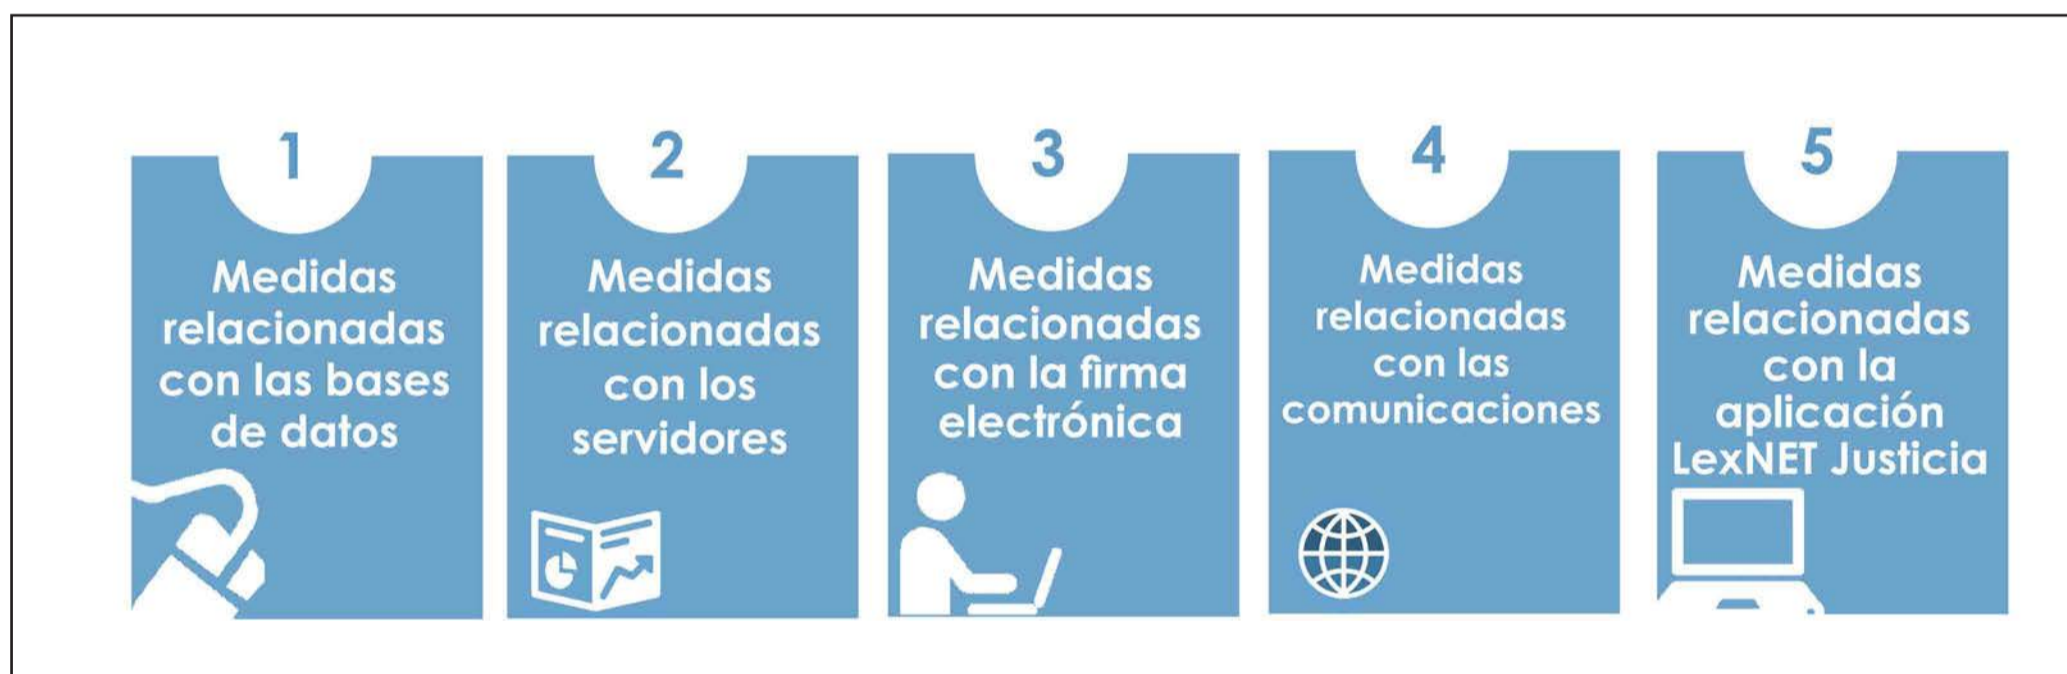 1
Medidas
relacionadas
con las bases
de datos
2
Medidas
relacionadas
con los
servidores
3
Medidas
relacionadas
con la firma
electrónica
4
Medidas
relacionadas
con las
comunicaciones
5
Medidas
relacionadas
con la
aplicación
LexNET Justicia